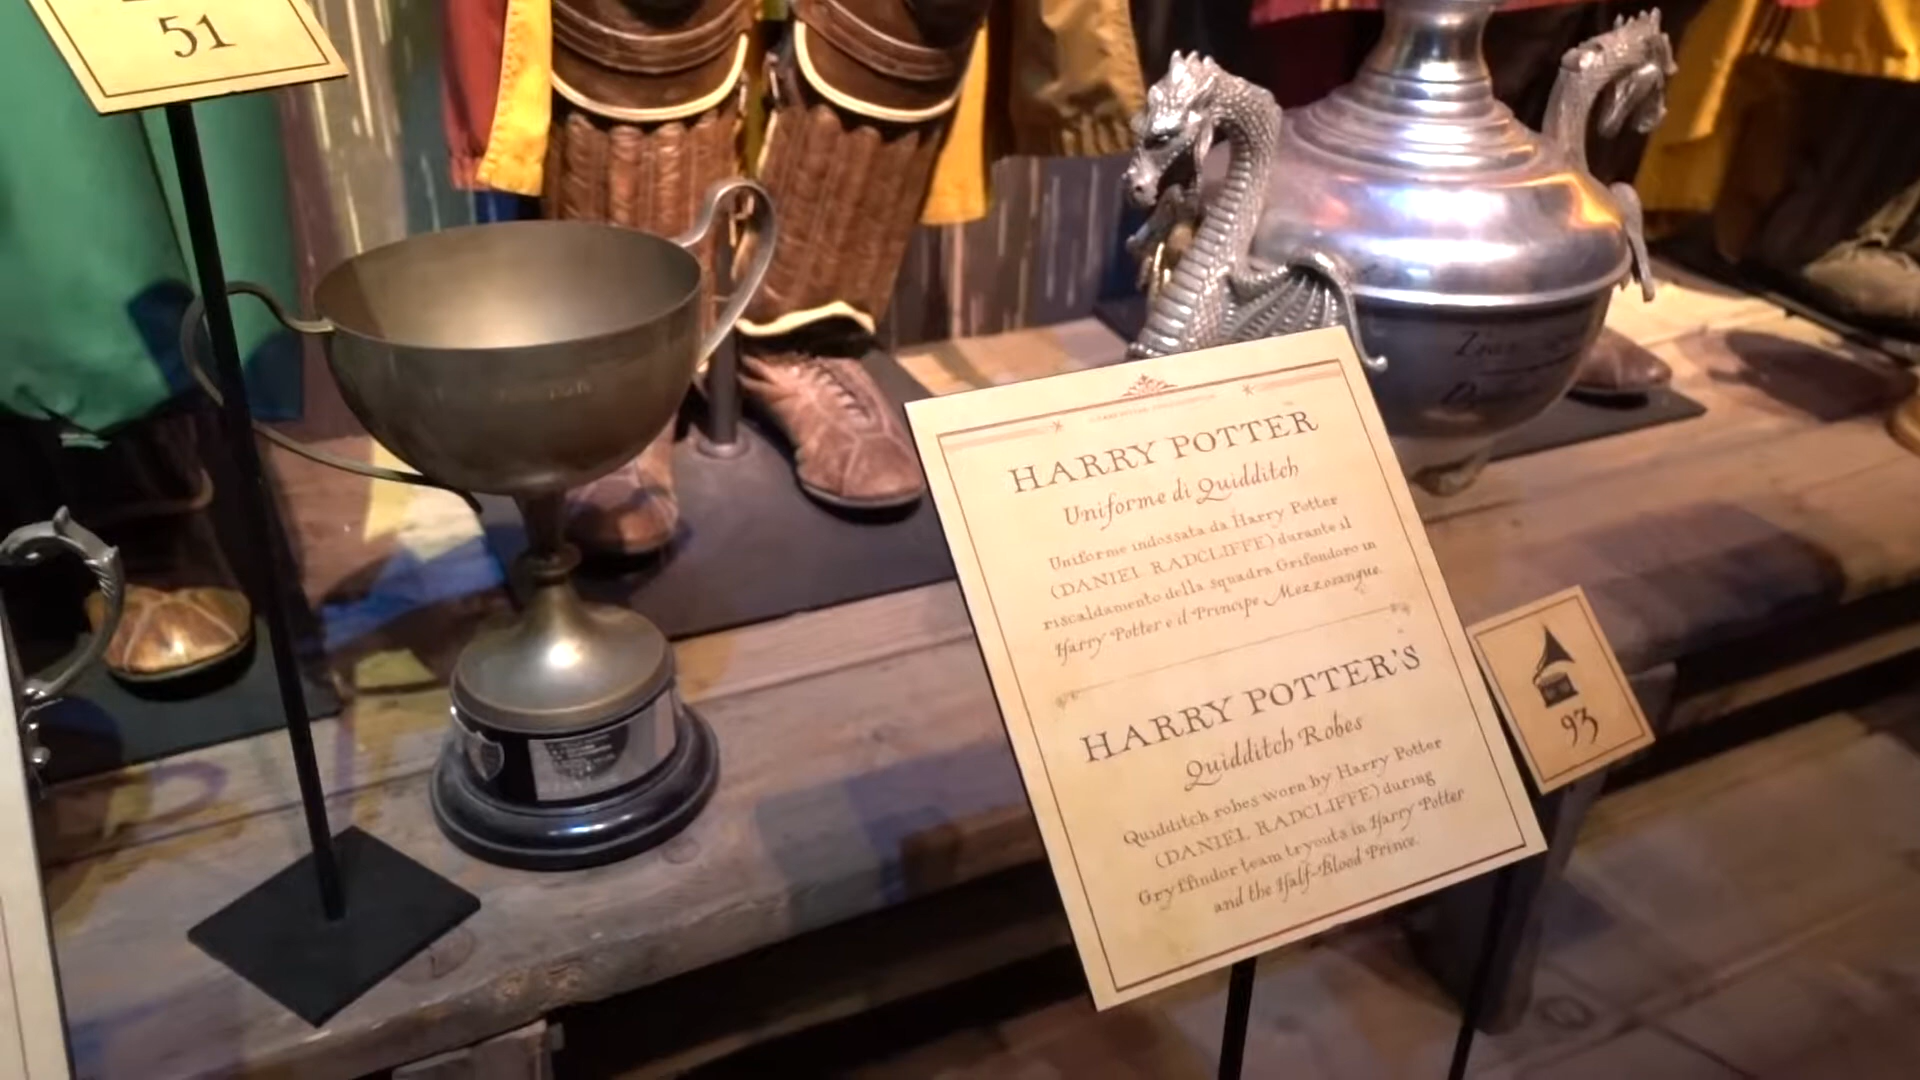 51
HARRY POTTER
Uniforme di Quidditch
Uniforme indossata da Harry Potter
(DANIEL RADCLIFFE) durante il
riscaldamento della squadra Grifondoro in
Harry Potter e il Principe Mezzosangue.
HARRY POTTER'S
Quidditch Robes
Quidditch robes worn by Harry Potter
(DANIEL RADCLIFFE) during
Gryffindor team tryouts in Harry Potter
and the Half-Blood Prince.
93